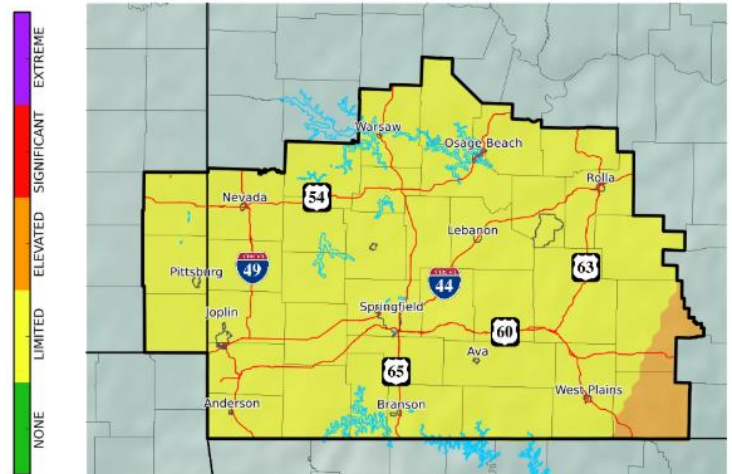 EXTREME
SIGNIFICANT
ELEVATED
LIMITED
NONE
Warsaw
Osage Beach
Rolla
Nevada
54
Lebanon
Pittsburg
49
44
63
Joplin
Springfield
60
Ava
65
West Plains
Anderson
Branson